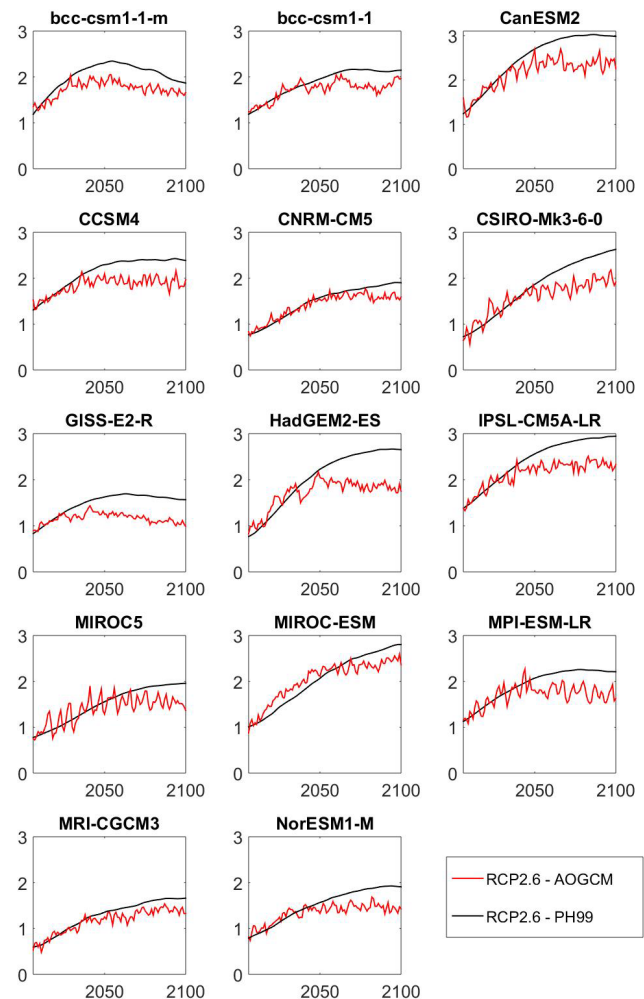 bcc-csm1-1-m bcc-csm1-1 CanESM2
3 3 3
2 2 2
1 1 1
0 0 0
2050 2100 2050 2100 2050 2100
CCSM4 CNRM-CM5 CSIRO-Mk3-6-0
3 3 3
2 2 2
1 1 1
0 0 0
2050 2100 2050 2100 2050 2100
GISS-E2-R HadGEM2-ES IPSL-CM5A-LR
3 3 3
2 2 2
1 1 1
0 0 0
2050 2100 2050 2100 2050 2100
MIROC5 MIROC-ESM MPI-ESM-LR
3 3 3
2 2 2
1 1 1
0 0 0
2050 2100 2050 2100 2050 2100
MRI-CGCM3 NorESM1-M
3 3
2 2
1 1
0 0
2050 2100 2050 2100
RCP2.6 - AOGCM
RCP2.6 - PH99